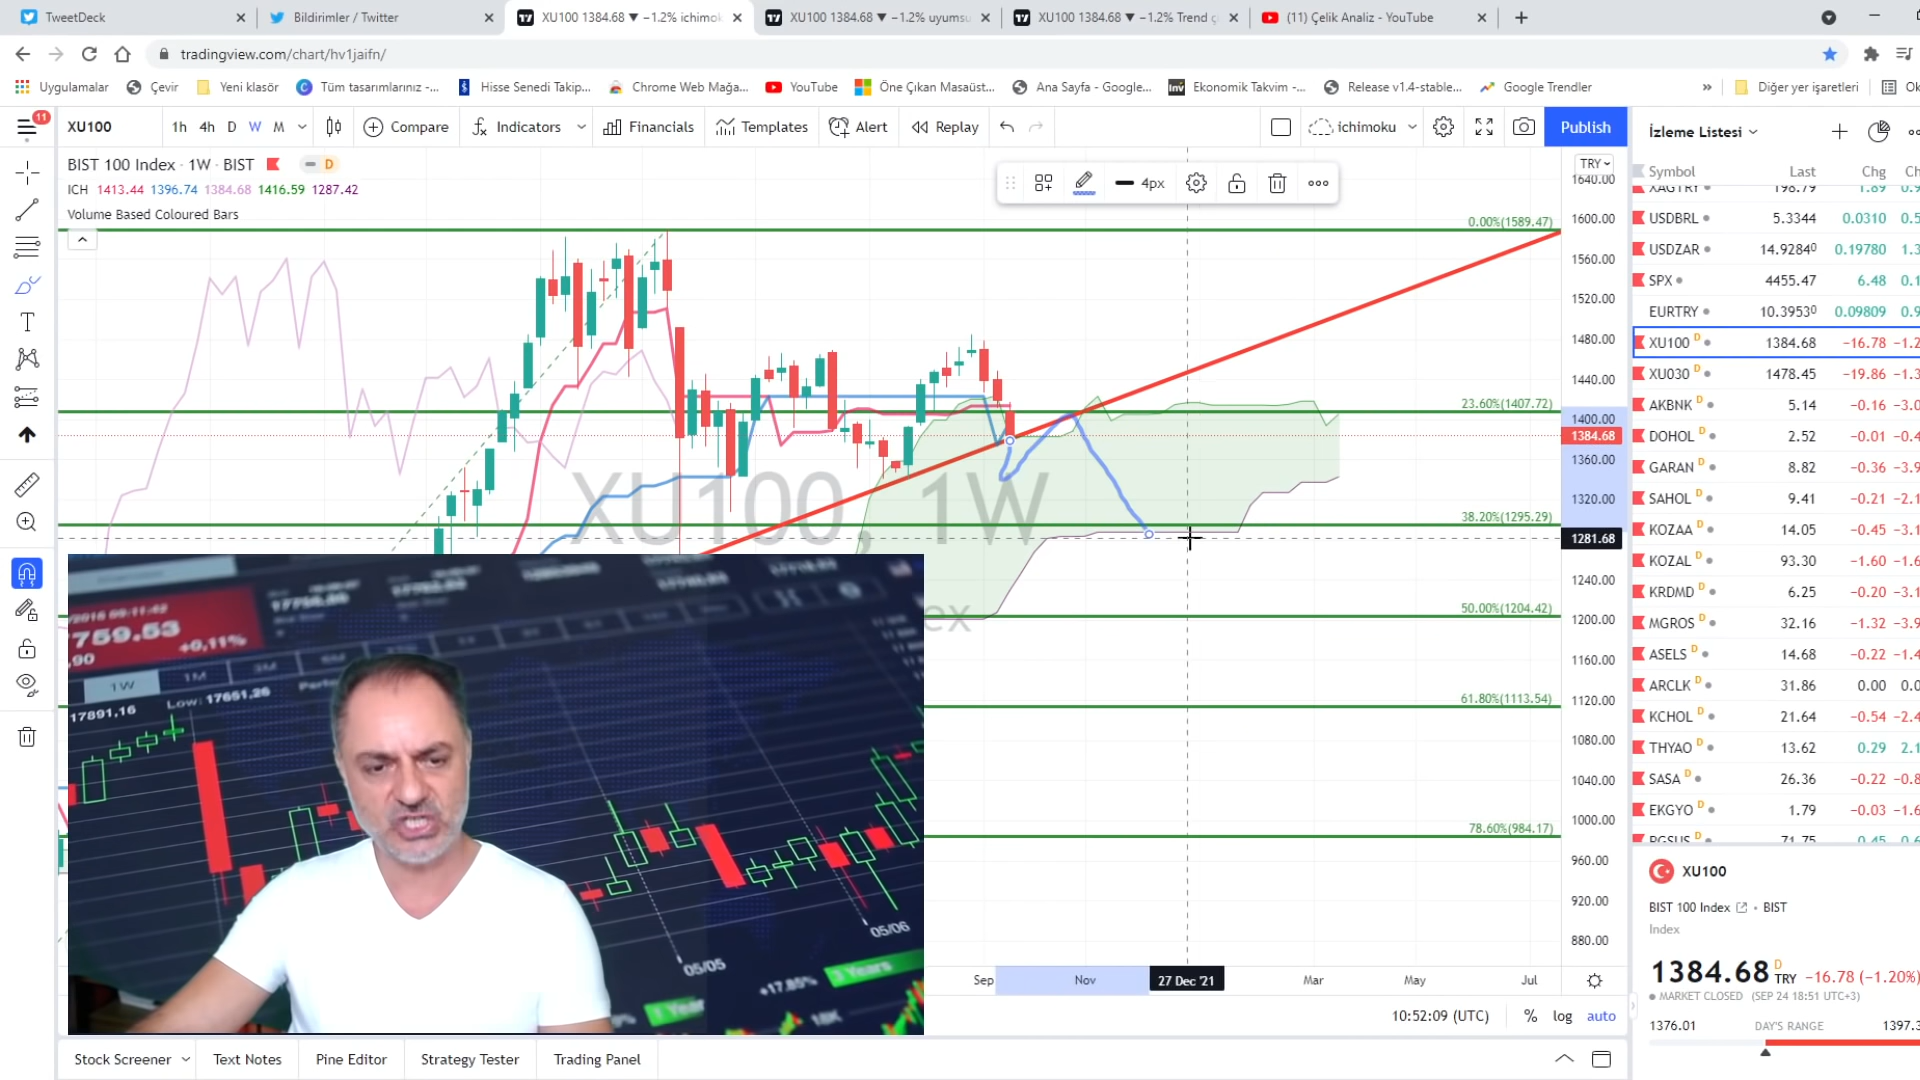 TweetDeck
Bildirimler / Twitter
XU100 1384.68 ▼ −1.2% ichimok
XU100 1384.68 ▼ −1.2% uyumsu
XU100 1384.68 ▼ −1.2% Trend ç
(11) Çelik Analiz - YouTube
tradingview.com/chart/hv1jaifn/
Uygulamalar
Çevir
Yeni klasör
Tüm tasarımlarınız -...
Hisse Senedi Takip...
Chrome Web Mağa...
YouTube
Öne Çıkan Masaüst...
Ana Sayfa - Google...
Ekonomik Takvim -...
Release v1.4-stable...
Google Trendler
»
Diğer yer işaretleri
11
XU100
1h 4h D W M
Compare
Indicators
Financials
Templates
Alert
Replay
ichimoku
Publish
İzleme Listesi
BIST 100 Index · 1W · BIST
D
ICH 1413.44 1396.74 1384.68 1416.59 1287.42
Volume Based Coloured Bars
4px
TRY
1640.00
1600.00
1560.00
1520.00
1480.00
1440.00
1400.00
1384.68
1360.00
1320.00
1281.68
1240.00
1200.00
1160.00
1120.00
1080.00
1040.00
1000.00
960.00
920.00
880.00
0.00%(1589.47)
23.60%(1407.72)
38.20%(1295.29)
50.00%(1204.42)
61.80%(1113.54)
78.60%(984.17)
XU100, 1W
Sep
Nov
27 Dec '21
Mar
May
Jul
10:52:09 (UTC)
%
log
auto
Stock Screener
Text Notes
Pine Editor
Strategy Tester
Trading Panel
Symbol Last Chg
XAGTRY 198.79 1.89
USDBRL 5.3344 0.0310
USDZAR 14.92840 0.19780
SPX 4455.47 6.48
EURTRY 10.39530 0.09809
XU100 D 1384.68 −16.78
XU030 D 1478.45 −19.86
AKBNK D 5.14 −0.16
DOHOL D 2.52 −0.01
GARAN D 8.82 −0.36
SAHOL D 9.41 −0.21
KOZAA D 14.05 −0.45
KOZAL D 93.30 −1.60
KRDMD D 6.25 −0.20
MGROS D 32.16 −1.32
ASELS D 14.68 −0.22
ARCLK D 31.86 0.00
KCHOL D 21.64 −0.54
THYAO D 13.62 0.29
SASA D 26.36 −0.22
EKGYO D 1.79 −0.03
PGSUS D 71.75 0.45
XU100
BIST 100 Index • BIST
Index
1384.68 D TRY −16.78 (−1.20%)
MARKET CLOSED (SEP 24 18:51 UTC+3)
1376.01 DAY'S RANGE 1397.3
759.53
+0,11%
1W
1M
17891,16
Low: 17651,26
05/05
05/06
+17.85%
1 Year
3 Years
18K